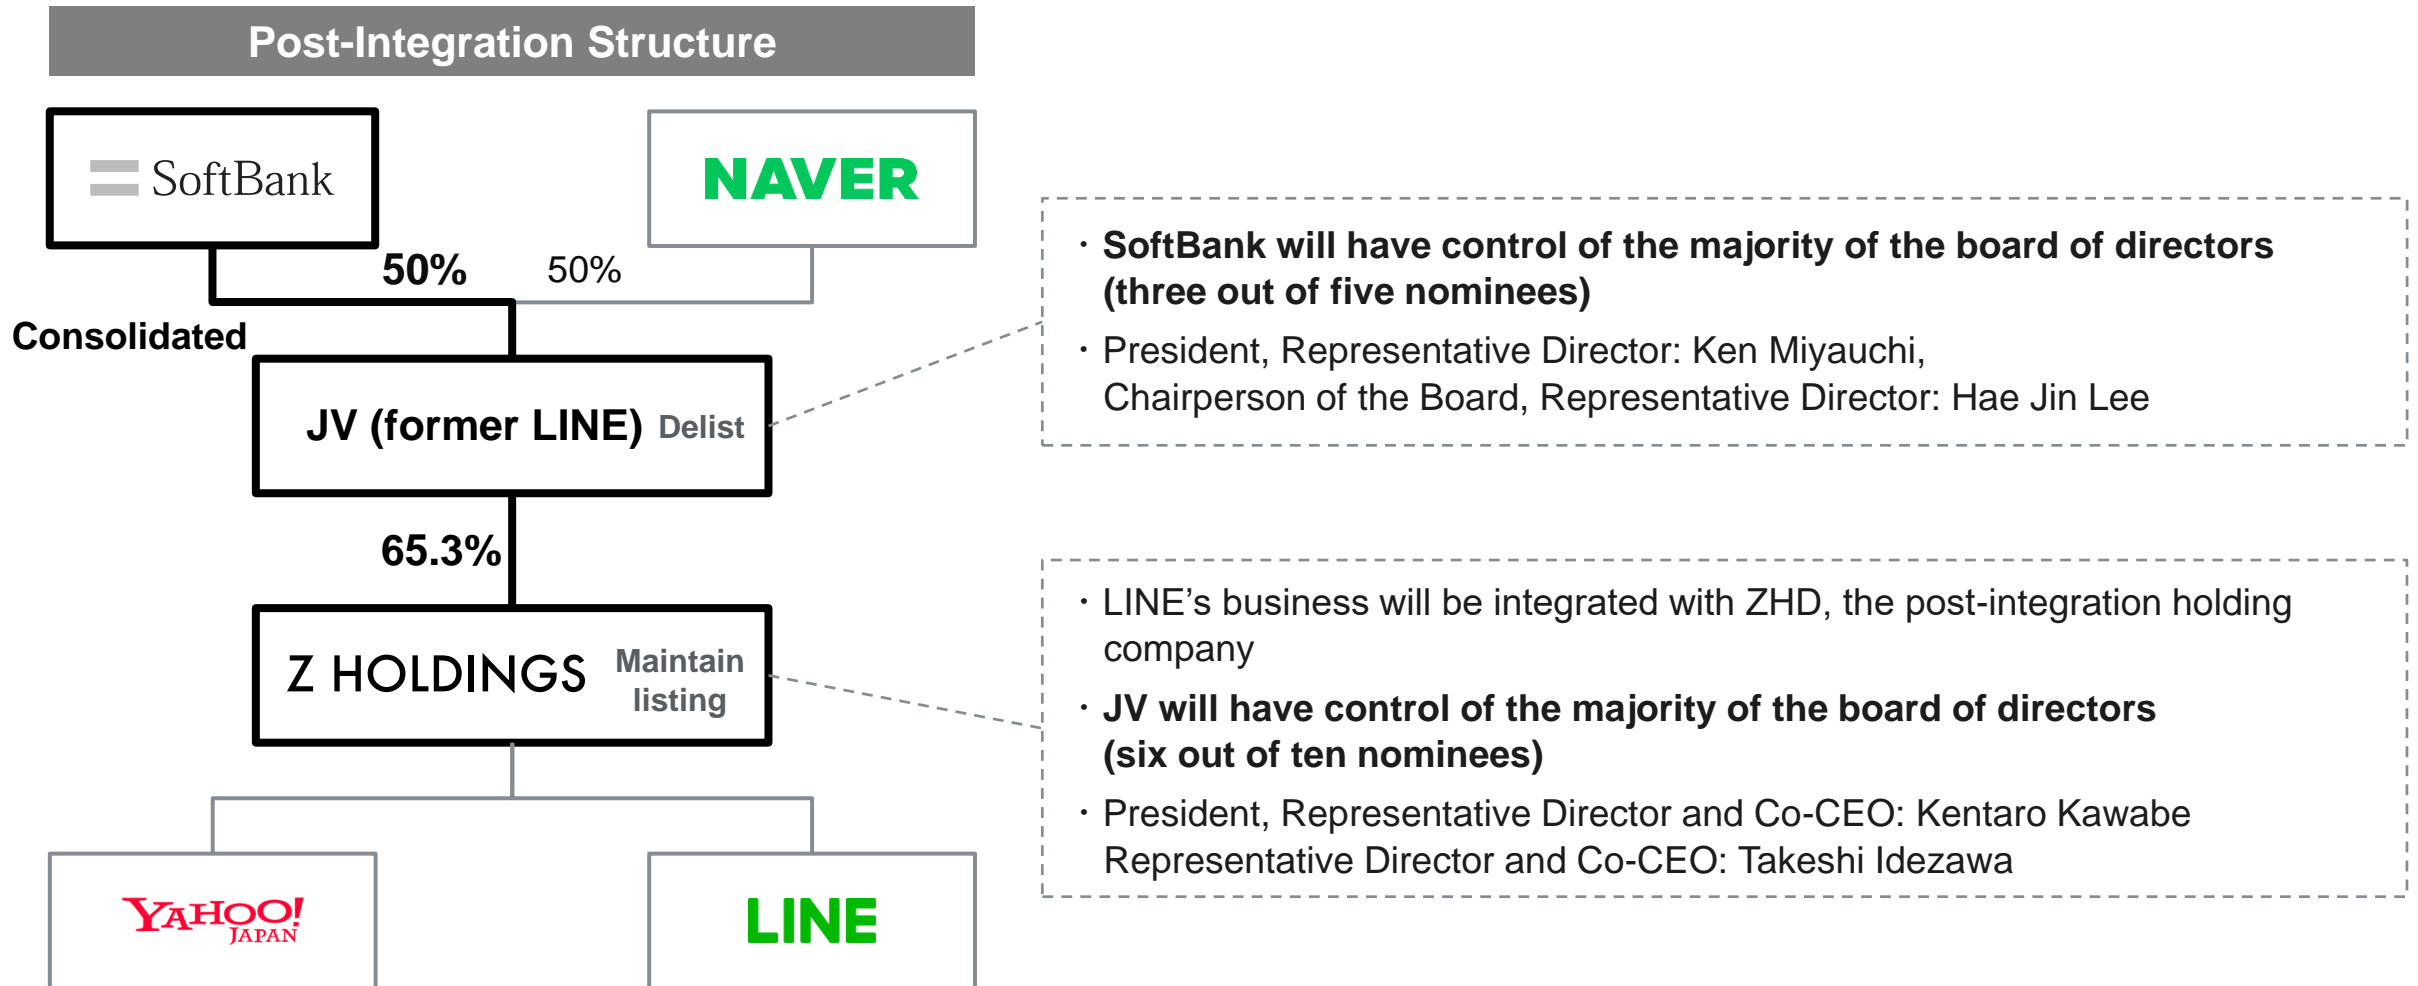 Post-Integration Structure
SoftBank
NAVER
50%
50%
Consolidated
JV (former LINE) Delist
65.3%
Z HOLDINGS
Maintain
listing
YAHOO!
JAPAN
LINE
・SoftBank will have control of the majority of the board of directors
(three out of five nominees)
・President, Representative Director: Ken Miyauchi,
Chairperson of the Board, Representative Director: Hae Jin Lee
・LINE’s business will be integrated with ZHD, the post-integration holding
company
・JV will have control of the majority of the board of directors
(six out of ten nominees)
・President, Representative Director and Co-CEO: Kentaro Kawabe
Representative Director and Co-CEO: Takeshi Idezawa